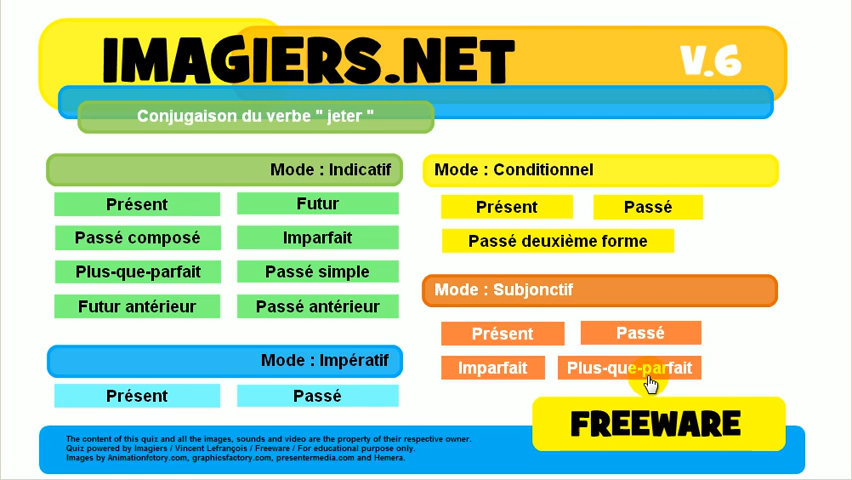 IMAGIERS.NET
V.6
Conjugaison du verbe " jeter "
Mode : Indicatif
Présent
Futur
Passé composé
Imparfait
Plus-que-parfait
Passé simple
Futur antérieur
Passé antérieur
Mode : Impératif
Présent
Passé
Mode : Conditionnel
Présent
Passé
Passé deuxième forme
Mode : Subjonctif
Présent
Passé
Imparfait
Plus-que-parfait
FREEWARE
The content of this quiz and all the images, sounds and video are the property of their respective owner.
Quiz powered by Imagiers / Vincent Lefrançois / Freeware / For educational purpose only.
Images by Animationfctory.com, graphicsfactory.com, presentermedia.com and Hemera.